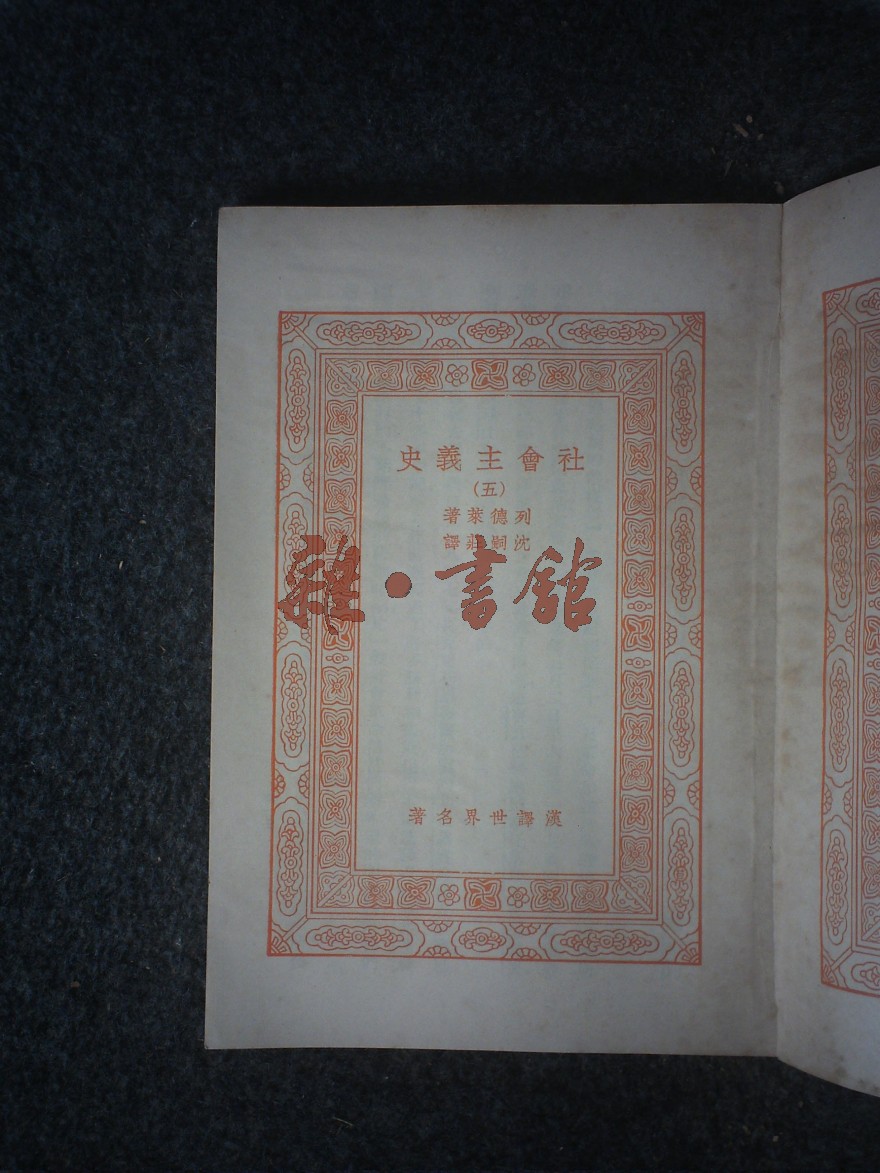 社會主義史
(五)
列德萊著
沈嗣莊譯
雜·書館
漢譯世界名著